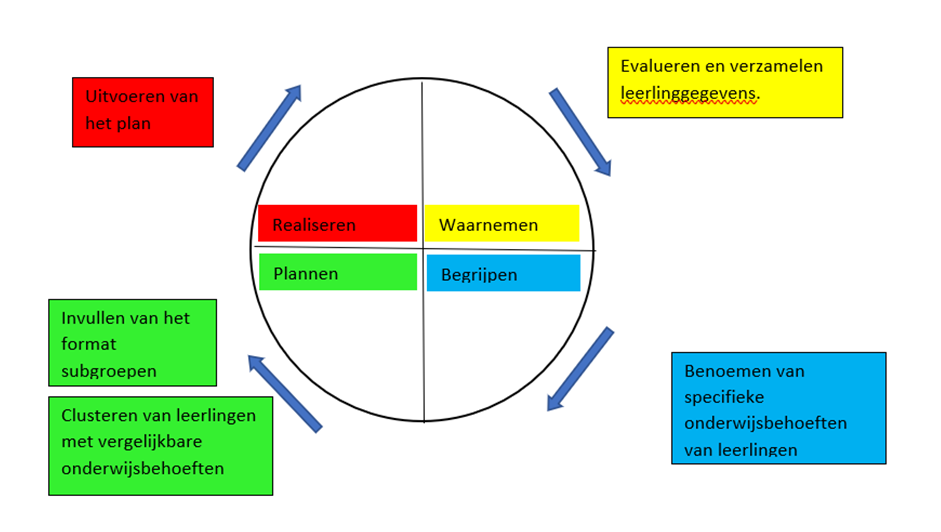 Evalueren en verzamelen
leerlinggegevens.
Uitvoeren van
het plan
Realiseren
Waarnemen
Plannen
Begrijpen
Invullen van het
format
subgroepen
Benoemen van
specifieke
onderwijsbehoeften
van leerlingen
Clusteren van leerlingen
met vergelijkbare
onderwijsbehoeften